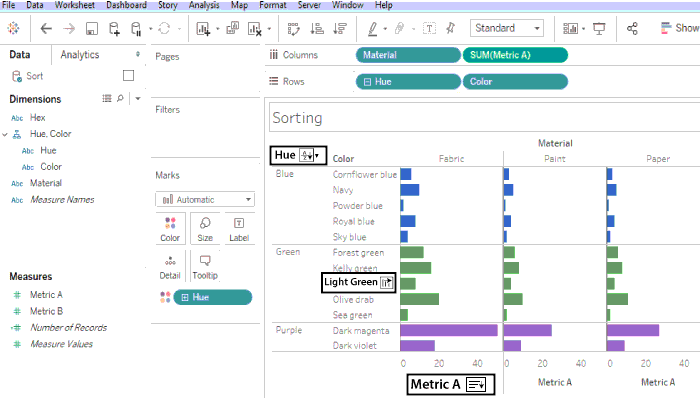 File Data Worksheet Dashboard Story Analysis Map Format Server Window Help
Standard
Show
Data Analytics
Sort
Dimensions
Abc Hex
Hue, Color
Abc Hue
Abc Color
Abc Material
Abc Measure Names
Measures
# Metric A
# Metric B
# Number of Records
# Measure Values
Pages
Filters
Marks
Automatic
Color Size Label
Detail Tooltip
Hue
Columns Material SUM(Metric A)
Rows Hue Color
Sorting
Material
Hue Color Fabric Paint Paper
Blue Cornflower blue
Navy
Powder blue
Royal blue
Sky blue
Green Forast green
Kelly green
Light Green
Olive drab
Sea green
Purple Dark magenta
Dark violet
0 20 40 0 20 40 0 20 40
Metric A Metric A Metric A